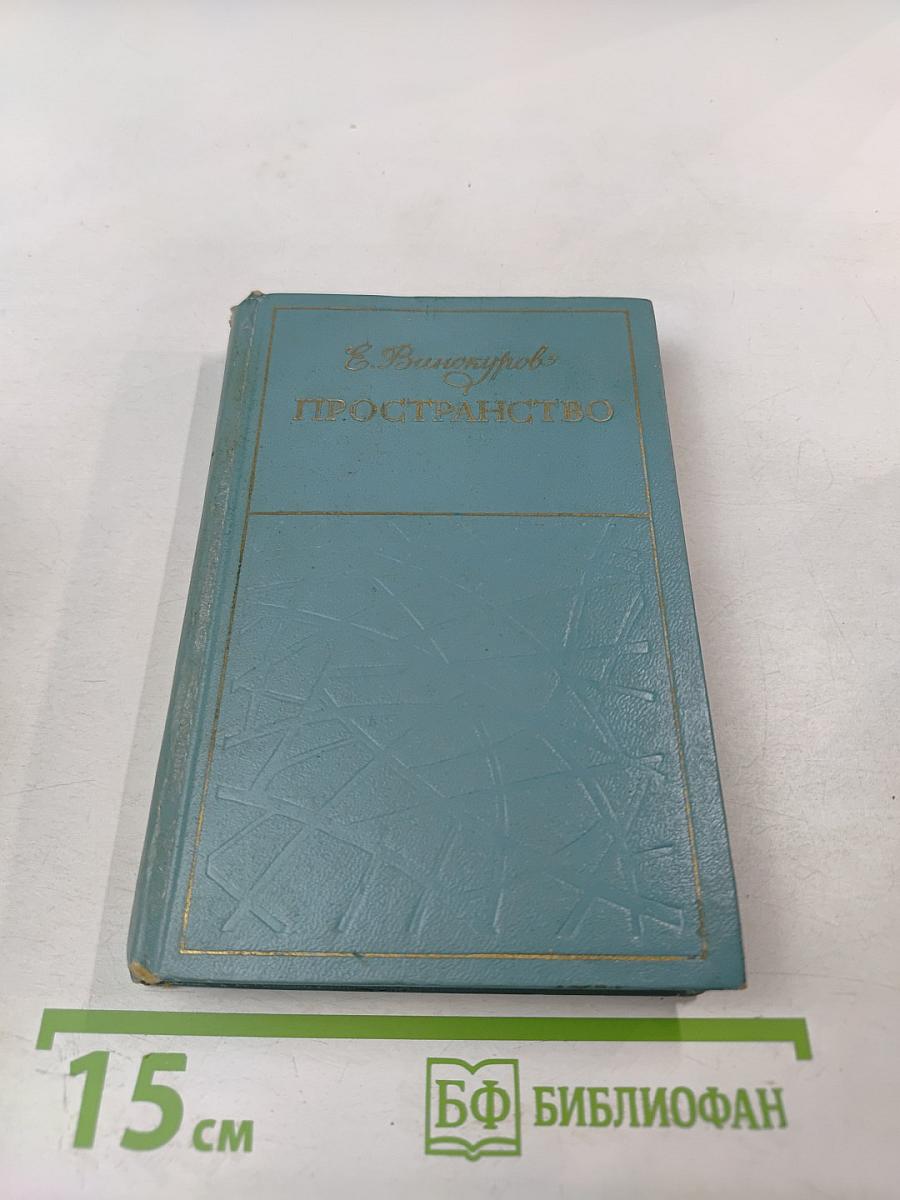 Е. Винокуров
ПРОСТРАНСТВО
15 см
БФ БИБЛИОФАН